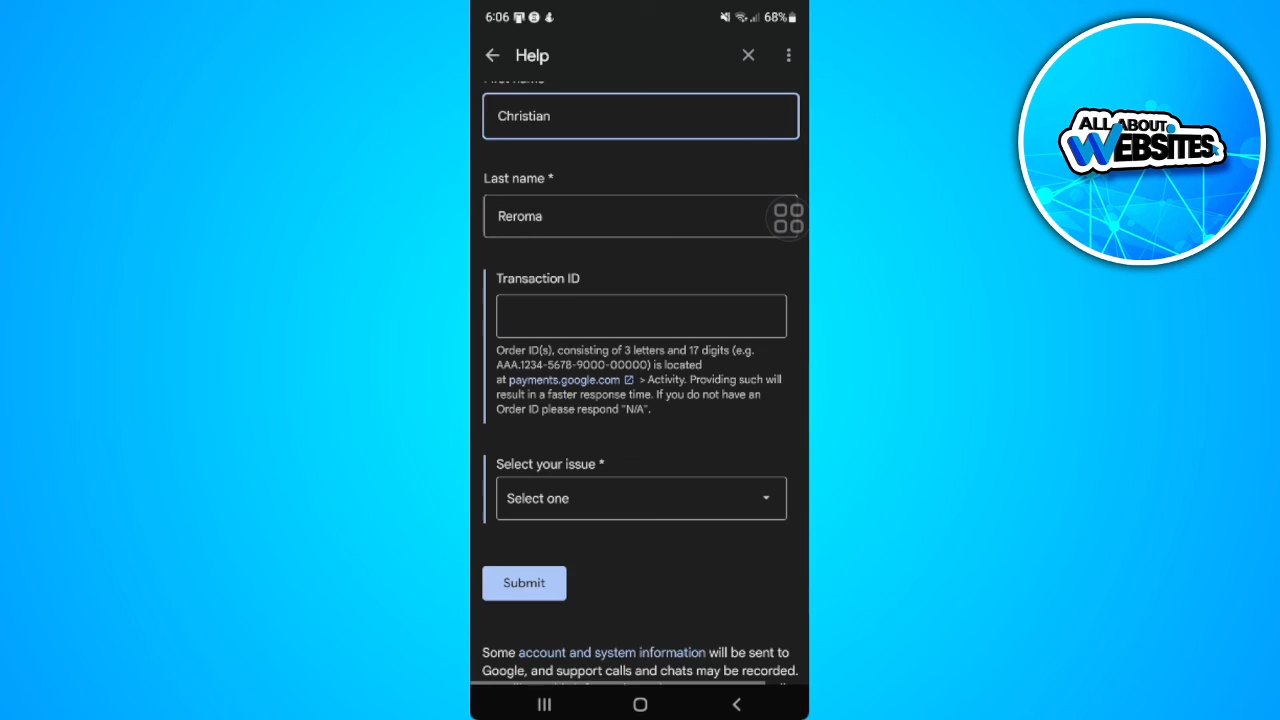 6:06
68%
Help
First name
Christian
Last name *
Reroma
Transaction ID
Order ID(s), consisting of 3 letters and 17 digits (e.g.
AAA.1234-5678-9000-00000) is located
at payments.google.com > Activity. Providing such will
result in a faster response time. If you do not have an
Order ID please respond "N/A".
Select your issue *
Select one
Submit
Some account and system information will be sent to
Google, and support calls and chats may be recorded.
ALL ABOUT
WEBSITES